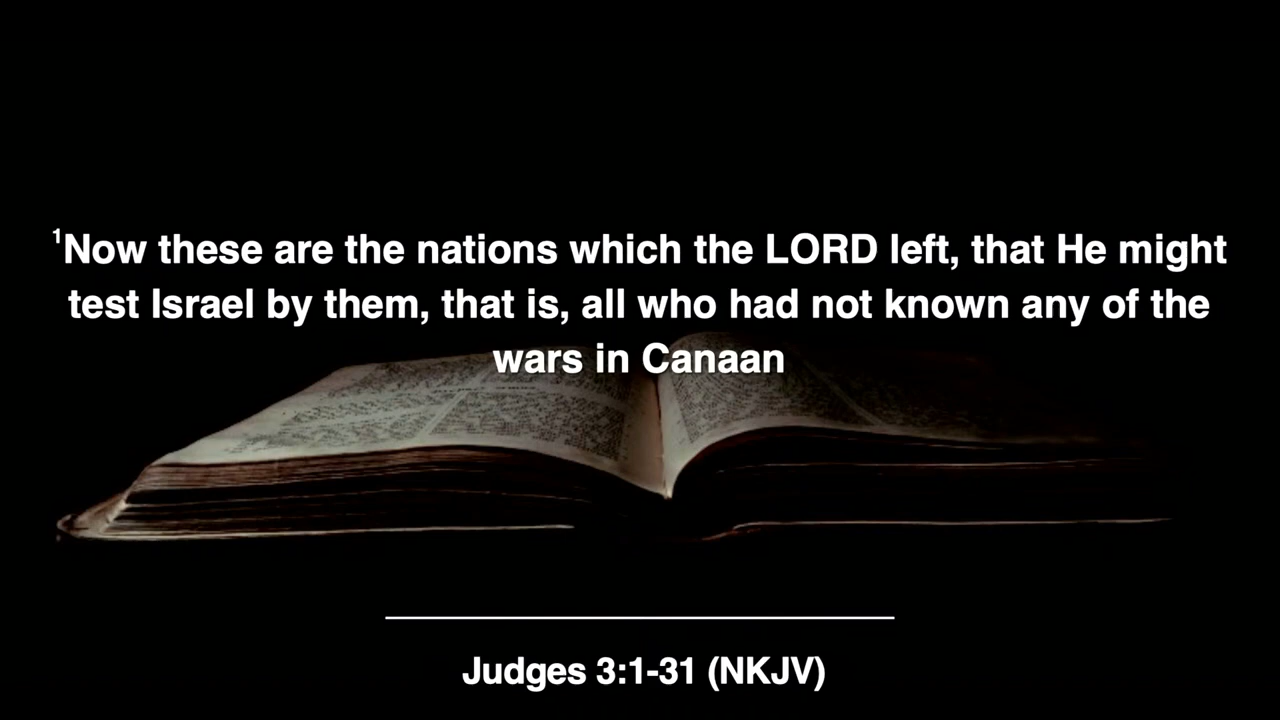 ¹Now these are the nations which the LORD left, that He might
test Israel by them, that is, all who had not known any of the
wars in Canaan
Judges 3:1-31 (NKJV)